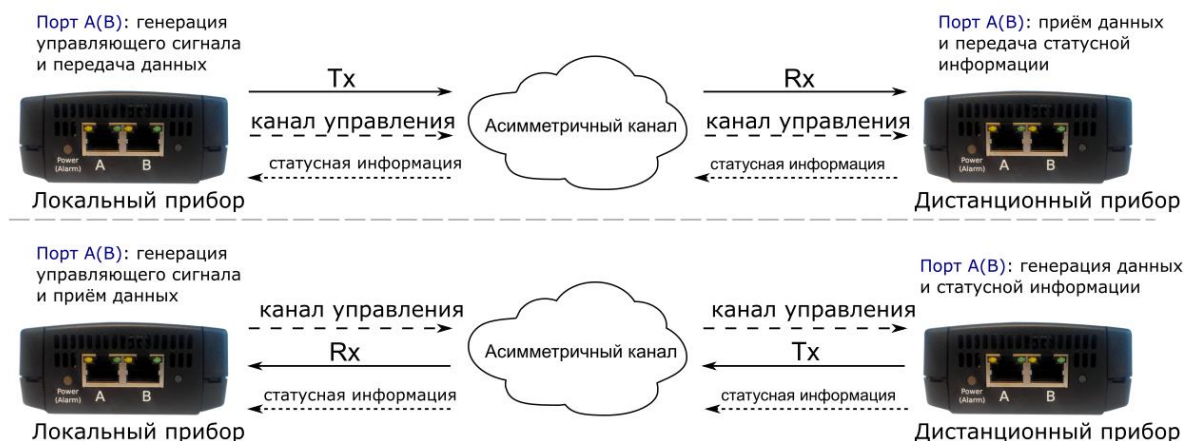 Порт A(B): генерация
управляющего сигнала
и передача данных
Порт A(B): приём данных
и передача статусной
информации
Tx
Rx
канал управления
Асимметричный канал
канал управления
статусная информация
статусная информация
Power
(Alarm)
A
B
Power
(Alarm)
A
B
Локальный прибор
Дистанционный прибор
Порт A(B): генерация
управляющего сигнала
и приём данных
Порт A(B): генерация данных
и статусной информации
канал управления
канал управления
Rx
Асимметричный канал
Tx
статусная информация
статусная информация
Power
(Alarm)
A
B
Power
(Alarm)
A
B
Локальный прибор
Дистанционный прибор